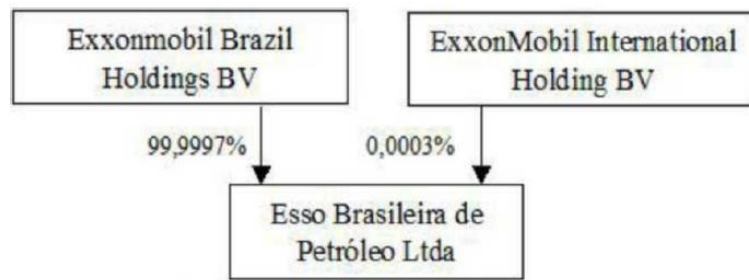 Exxonmobil Brazil
Holdings BV
ExxonMobil International
Holding BV
99,9997%
0,0003%
Esso Brasileira de
Petróleo Ltda